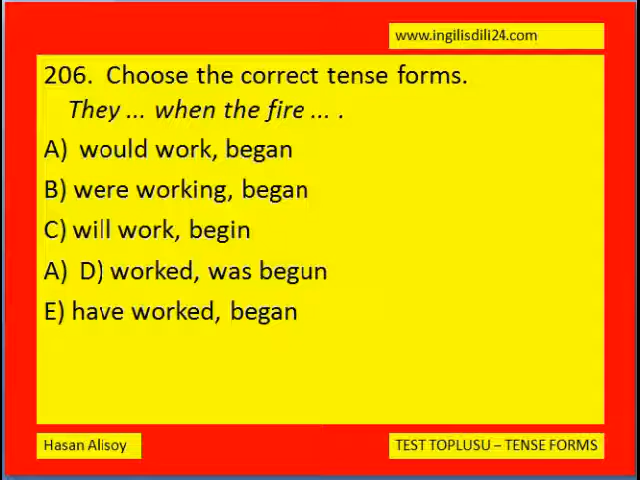 www.ingilisdili24.com
206. Choose the correct tense forms.
They ... when the fire ... .
A) would work, began
B) were working, began
C) will work, begin
A) D) worked, was begun
E) have worked, began
Hasan Alisoy
TEST TOPLUSU – TENSE FORMS